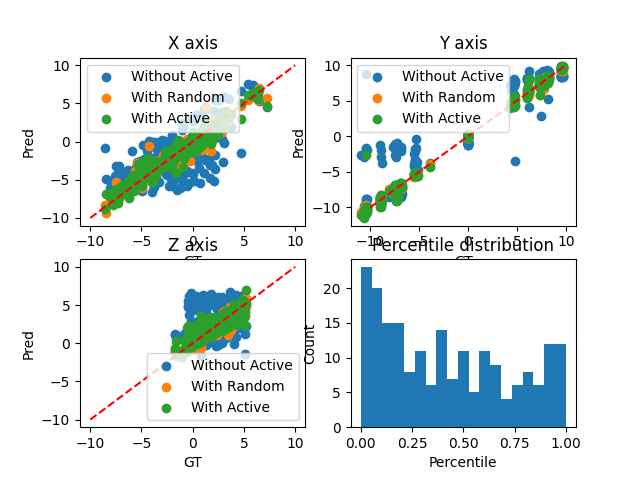 X axis
10
5
0
−5
−10
Pred
Without Active
With Random
With Active
−10
−5
0
5
10
GT
Y axis
10
5
0
−5
−10
Pred
Without Active
With Random
With Active
−10
−5
0
5
10
GT
Z axis
10
5
0
−5
−10
Pred
Without Active
With Random
With Active
−10
−5
0
5
10
GT
Percentile distribution
20
15
10
5
0
Count
0.00
0.25
0.50
0.75
1.00
Percentile